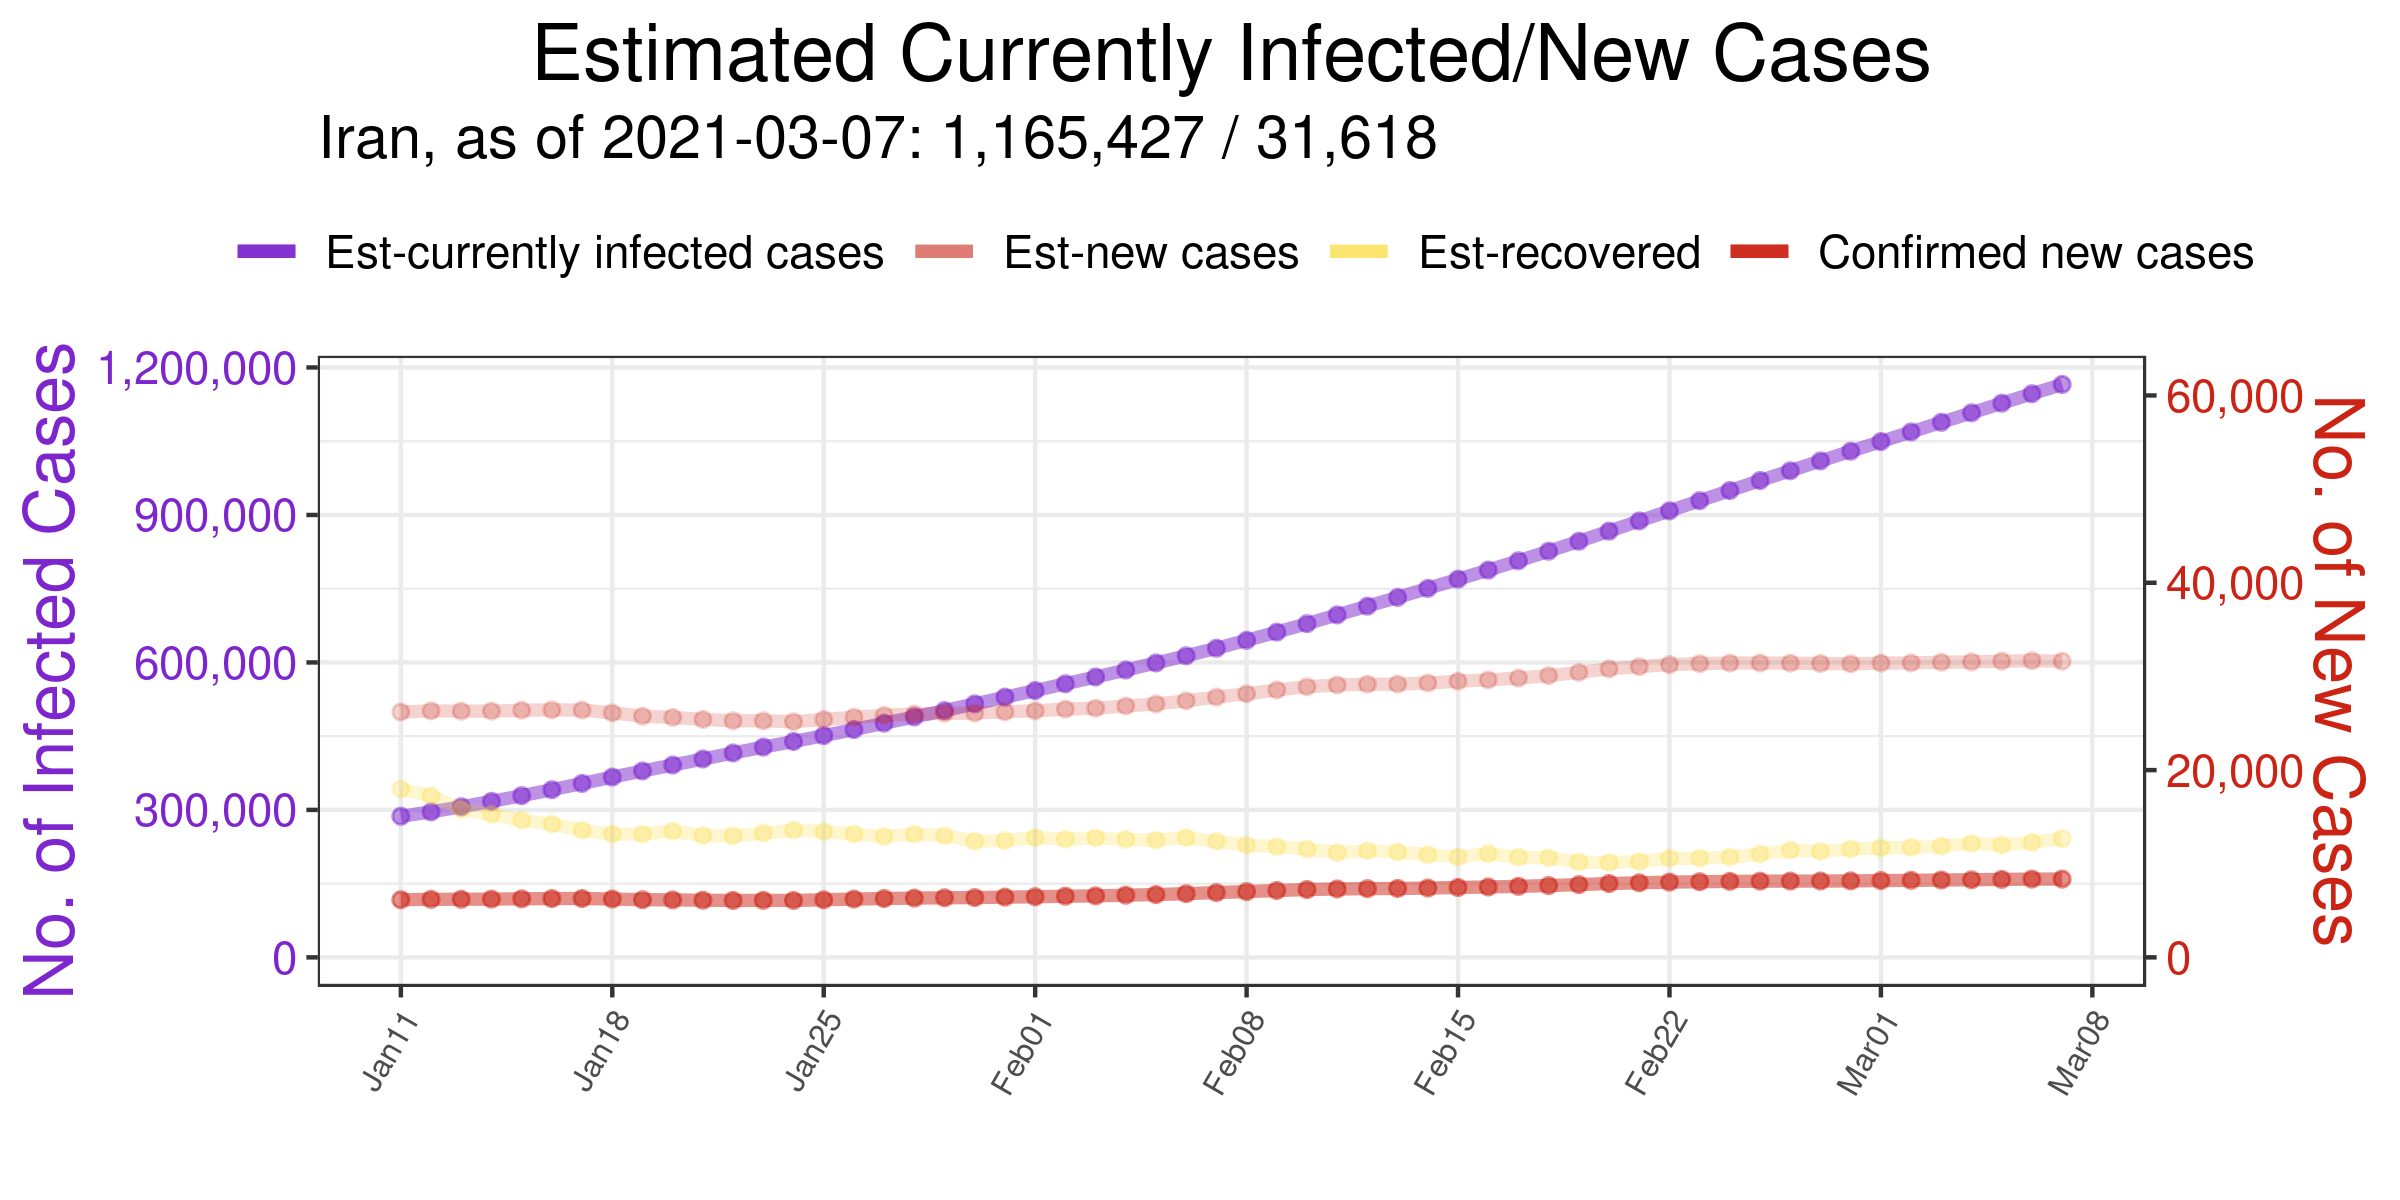 Estimated Currently Infected/New Cases
Iran, as of 2021-03-07: 1,165,427 / 31,618
Est-currently infected cases Est-new cases Est-recovered Confirmed new cases
No. of Infected Cases
1,200,000
900,000
600,000
300,000
0
60,000
40,000
20,000
0
No. of New Cases
Jan11 Jan18 Jan25 Feb01 Feb08 Feb15 Feb22 Mar01 Mar08